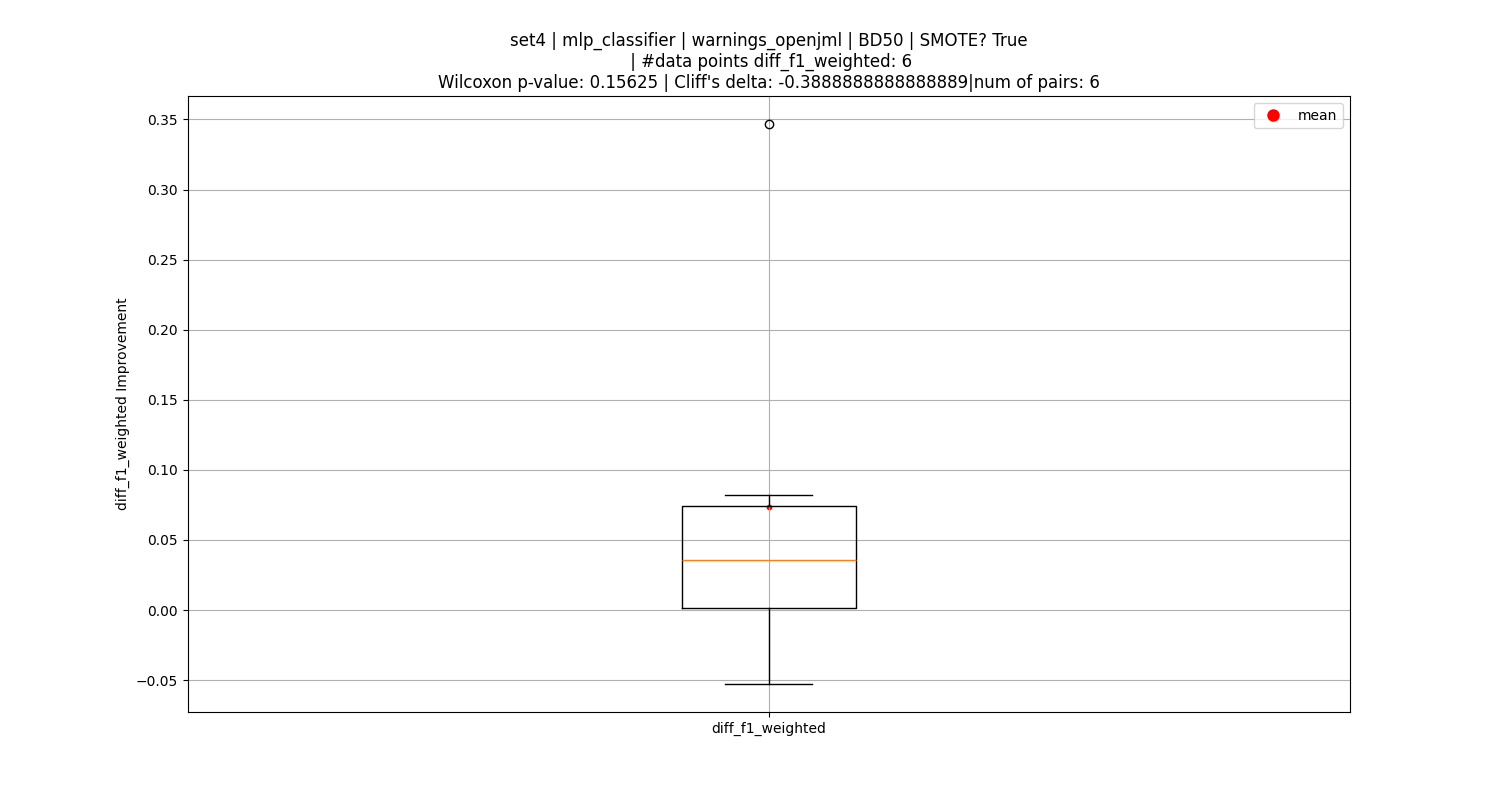 set4 | mlp_classifier | warnings_openjml | BD50 | SMOTE? True
| #data points diff_f1_weighted: 6
Wilcoxon p-value: 0.15625 | Cliff's delta: -0.3888888888888889|num of pairs: 6
mean
0.35
0.30
0.25
0.20
0.15
0.10
0.05
0.00
−0.05
diff_f1_weighted Improvement
diff_f1_weighted